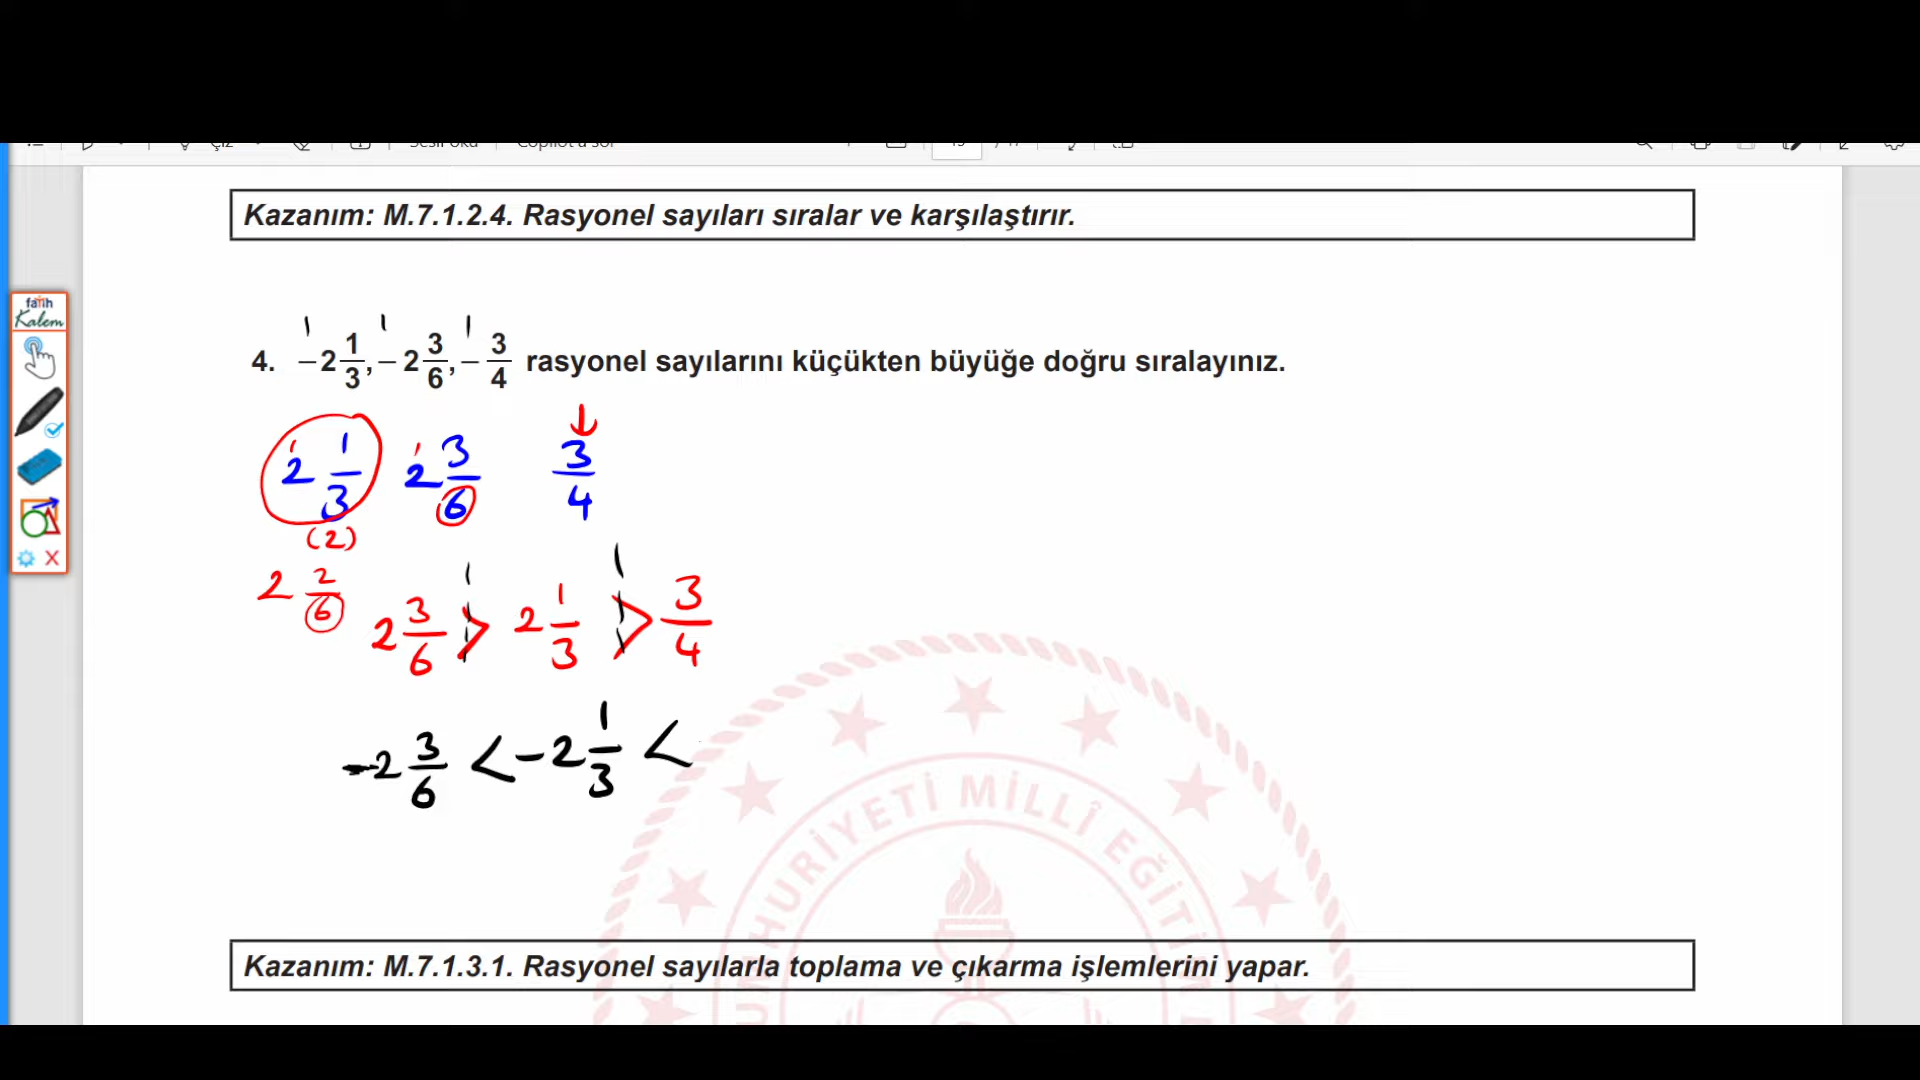 Kazanım: M.7.1.2.4. Rasyonel sayıları sıralar ve karşılaştırır.
fatih
Kalem
4. -2 1/3, -2 3/6, - 3/4 rasyonel sayılarını küçükten büyüğe doğru sıralayınız.
2 1/3 2 3/6 3/4
(2)
2 2/6 2 3/6 > 2 1/3 > 3/4
-2 3/6 < -2 1/3 <
Kazanım: M.7.1.3.1. Rasyonel sayılarla toplama ve çıkarma işlemlerini yapar.